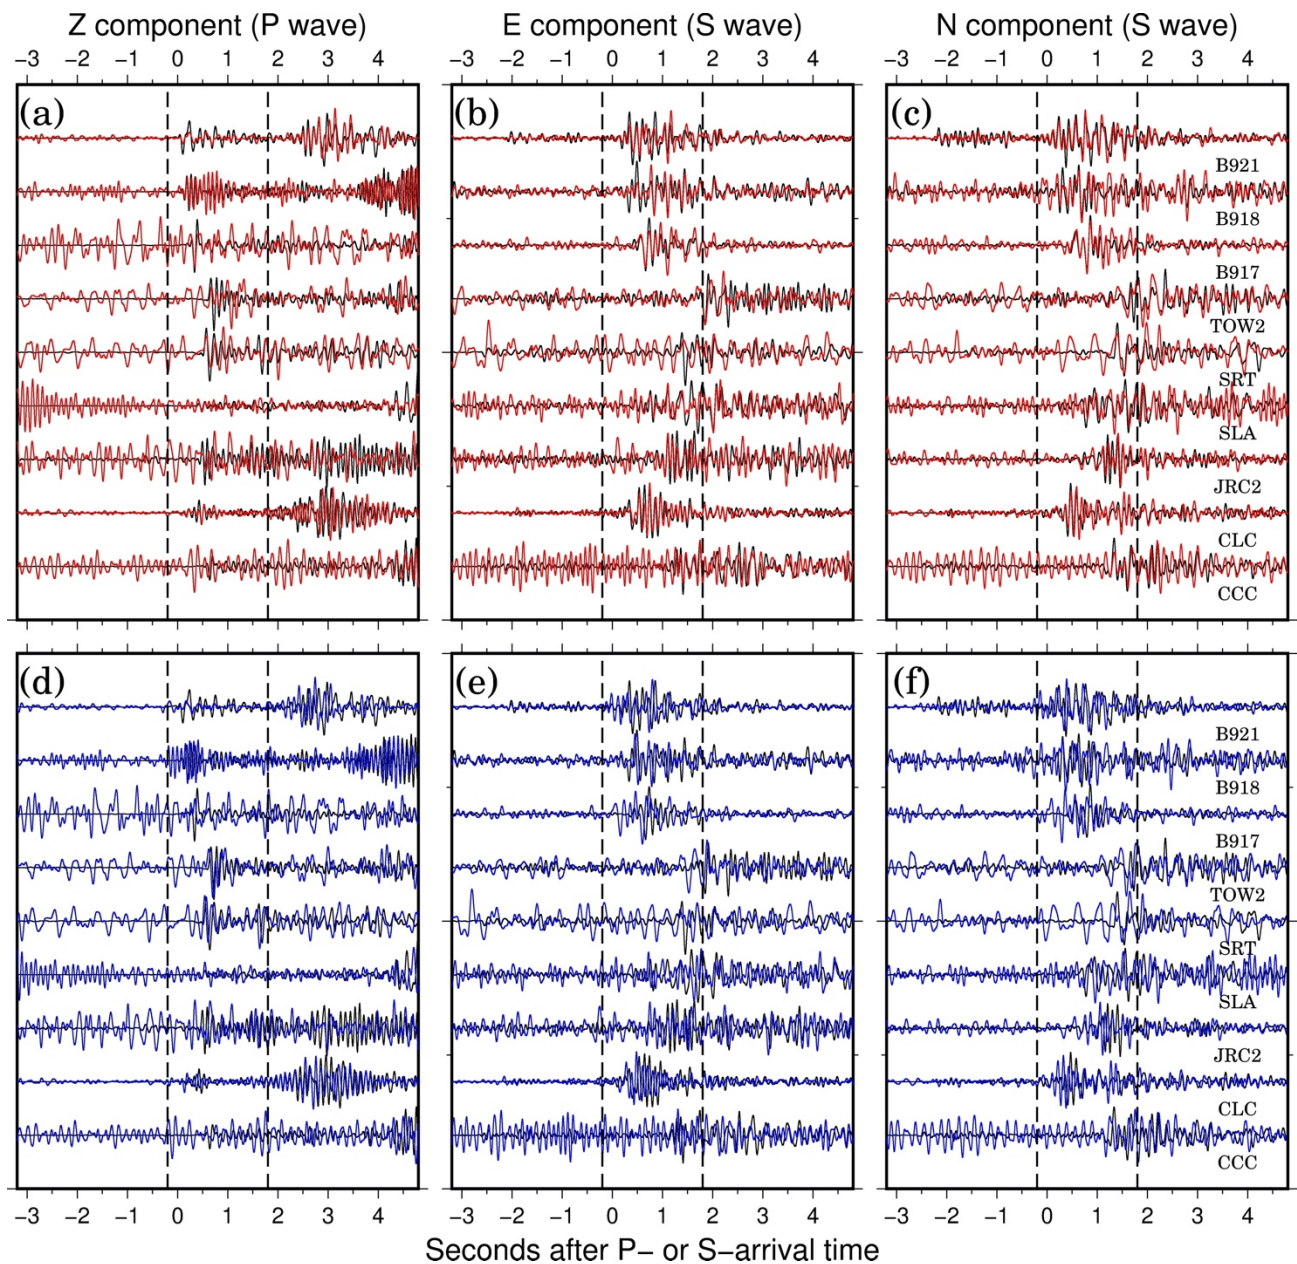 Z component (P wave) E component (S wave) N component (S wave)
−3 −2 −1 0 1 2 3 4 −3 −2 −1 0 1 2 3 4 −3 −2 −1 0 1 2 3 4
(a) (b) (c)
B921
B918
B917
TOW2
SRT
SLA
JRC2
CLC
CCC
(d) (e) (f)
B921
B918
B917
TOW2
SRT
SLA
JRC2
CLC
CCC
−3 −2 −1 0 1 2 3 4 −3 −2 −1 0 1 2 3 4 −3 −2 −1 0 1 2 3 4
Seconds after P− or S−arrival time